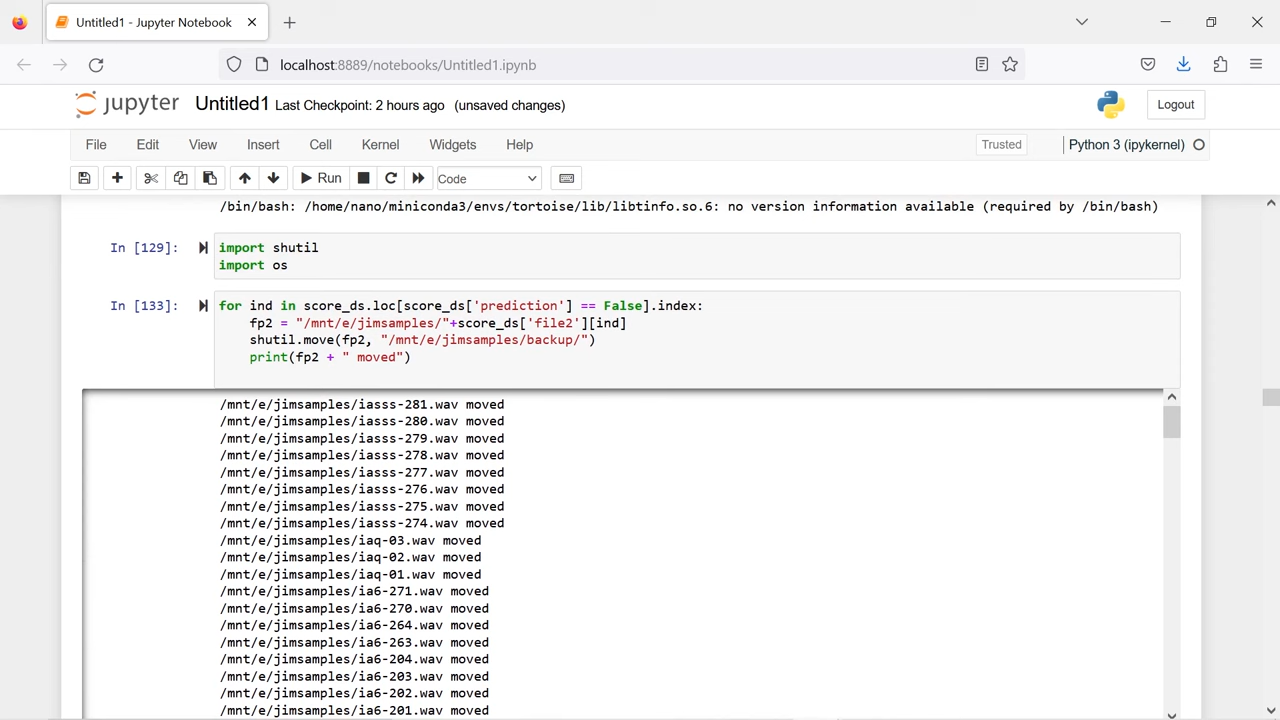 Untitled1 - Jupyter Notebook
localhost:8889/notebooks/Untitled1.ipynb
jupyter Untitled1 Last Checkpoint: 2 hours ago (unsaved changes) Logout
File Edit View Insert Cell Kernel Widgets Help Trusted Python 3 (ipykernel)
Run Code
/bin/bash: /home/nano/miniconda3/envs/tortoise/lib/libtinfo.so.6: no version information available (required by /bin/bash)
In [129]: import shutil
import os
In [133]: for ind in score_ds.loc[score_ds['prediction'] == False].index:
    fp2 = "/mnt/e/jimsamples/"+score_ds['file2'][ind]
    shutil.move(fp2, "/mnt/e/jimsamples/backup/")
    print(fp2 + " moved")
/mnt/e/jimsamples/iasss-281.wav moved
/mnt/e/jimsamples/iasss-280.wav moved
/mnt/e/jimsamples/iasss-279.wav moved
/mnt/e/jimsamples/iasss-278.wav moved
/mnt/e/jimsamples/iasss-277.wav moved
/mnt/e/jimsamples/iasss-276.wav moved
/mnt/e/jimsamples/iasss-275.wav moved
/mnt/e/jimsamples/iasss-274.wav moved
/mnt/e/jimsamples/iaq-03.wav moved
/mnt/e/jimsamples/iaq-02.wav moved
/mnt/e/jimsamples/iaq-01.wav moved
/mnt/e/jimsamples/ia6-271.wav moved
/mnt/e/jimsamples/ia6-270.wav moved
/mnt/e/jimsamples/ia6-264.wav moved
/mnt/e/jimsamples/ia6-263.wav moved
/mnt/e/jimsamples/ia6-204.wav moved
/mnt/e/jimsamples/ia6-203.wav moved
/mnt/e/jimsamples/ia6-202.wav moved
/mnt/e/jimsamples/ia6-201.wav moved